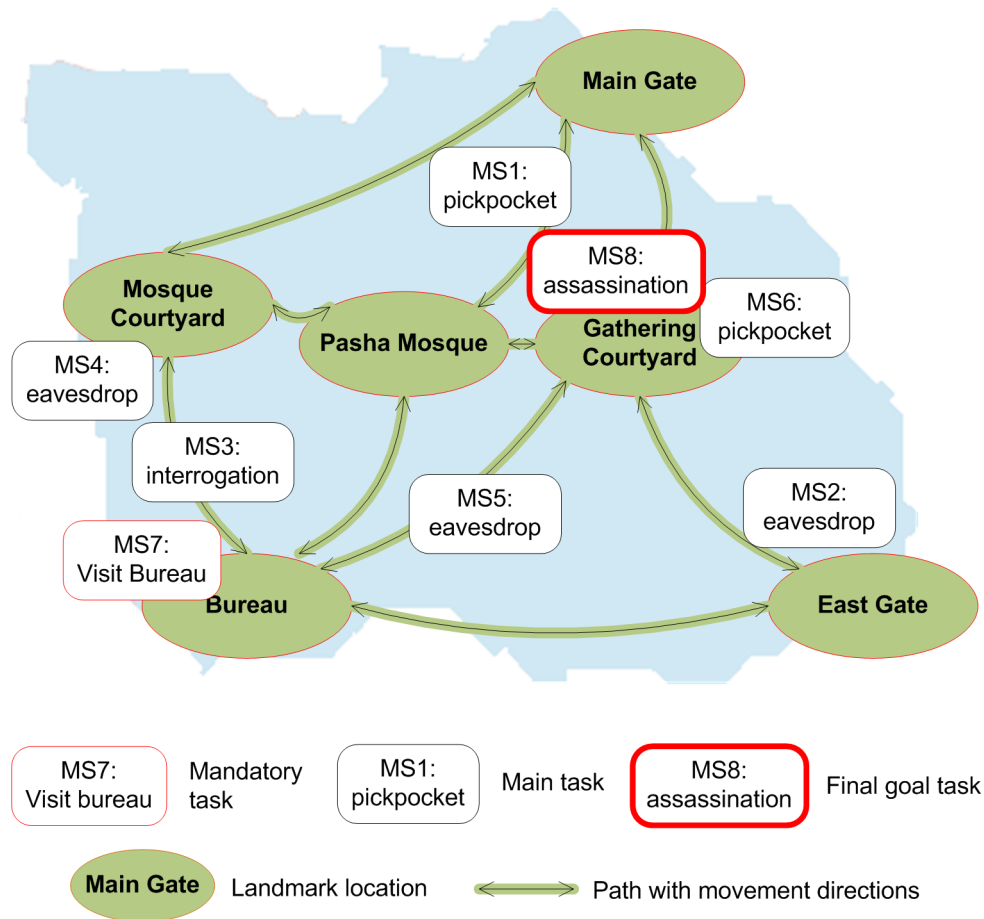 Main Gate
MS1:
pickpocket
MS8:
assassination
Mosque
Courtyard
Pasha Mosque
Gathering
Courtyard
MS6:
pickpocket
MS4:
eavesdrop
MS3:
interrogation
MS5:
eavesdrop
MS2:
eavesdrop
MS7:
Visit Bureau
Bureau
East Gate
MS7:
Visit bureau
Mandatory
task
MS1:
pickpocket
Main task
MS8:
assassination
Final goal task
Main Gate
Landmark location
Path with movement directions